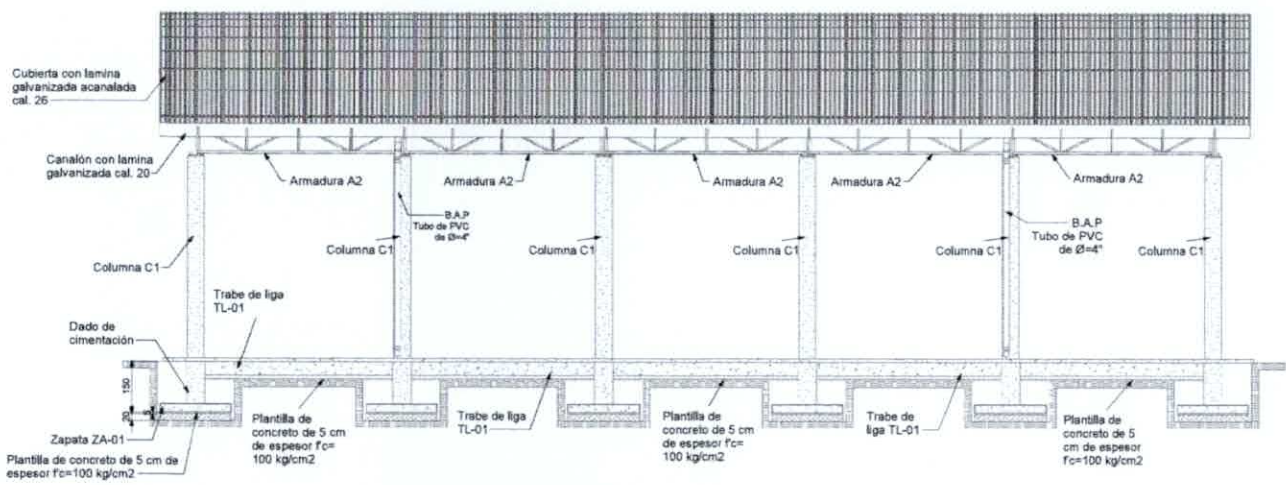 Cubierta con lamina
galvanizada acanalada
cal. 26
Canalón con lamina
galvanizada cal. 20
Armadura A2
Armadura A2
Armadura A2
Armadura A2
Armadura A2
B.A.P
Tubo de PVC
de Ø=4"
B.A.P
Tubo de PVC
de Ø=4"
Columna C1
Columna C1
Columna C1
Columna C1
Columna C1
Columna C1
Trabe de liga
TL-01
Dado de
cimentación
150
20
Zapata ZA-01
Plantilla de concreto de 5 cm de
espesor f'c=100 kg/cm2
Plantilla de
concreto de 5 cm
de espesor f'c=
100 kg/cm2
Trabe de liga
TL-01
Plantilla de
concreto de 5 cm
de espesor f'c=
100 kg/cm2
Trabe de
liga TL-01
Plantilla de
concreto de 5
cm de espesor
f'c=100 kg/cm2